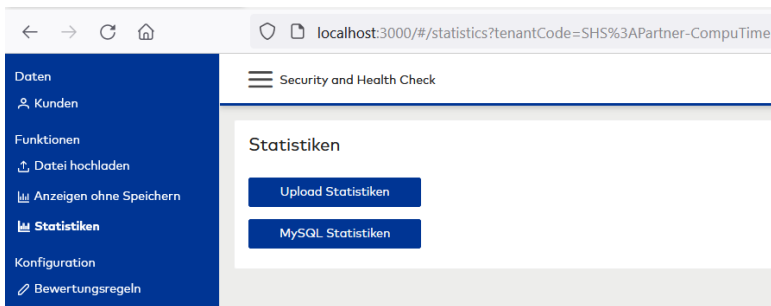 localhost:3000/#/statistics?tenantCode=SHS%3APartner-CompuTime
Daten
Kunden
Funktionen
Datei hochladen
Anzeigen ohne Speichern
Statistiken
Konfiguration
Bewertungsregeln
Security and Health Check
Statistiken
Upload Statistiken
MySQL Statistiken